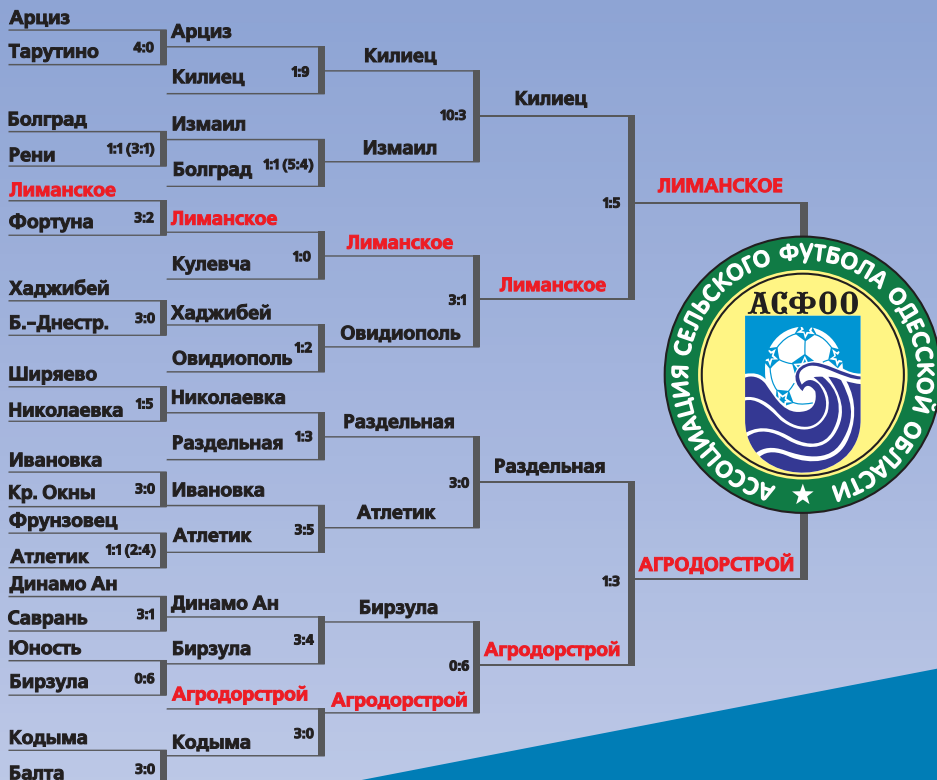 Арциз
Тарутино 4:0
Болград
Рени 1:1 (3:1)
Лиманское
Фортуна 3:2
Хаджибей
Б.-Днестр. 3:0
Ширяево
Николаевка 1:5
Ивановка
Кр. Окны 3:0
Фрунзовец
Атлетик 1:1 (2:4)
Динамо Ан
Саврань 3:1
Юность
Бирзула 0:6
Кодыма
Балта 3:0
Арциз
Килиец 1:9
Измаил
Болград 1:1 (5:4)
Лиманское
Кулевча 1:0
Хаджибей
Овидиополь 1:2
Николаевка
Раздельная 1:3
Ивановка
Атлетик 3:5
Динамо Ан
Бирзула 3:4
Агродорстрой
Кодыма 3:0
Килиец
10:3
Измаил
Лиманское
3:1
Овидиополь
Раздельная
3:0
Атлетик
Бирзула
0:6
Агродорстрой
Килиец
1:5
Лиманское
Раздельная
1:3
Агродорстрой
ЛИМАНСКОЕ
АГРОДОРСТРОЙ
АССОЦИАЦИЯ СЕЛЬСКОГО ФУТБОЛА ОДЕССКОЙ ОБЛАСТИ
АСФОО